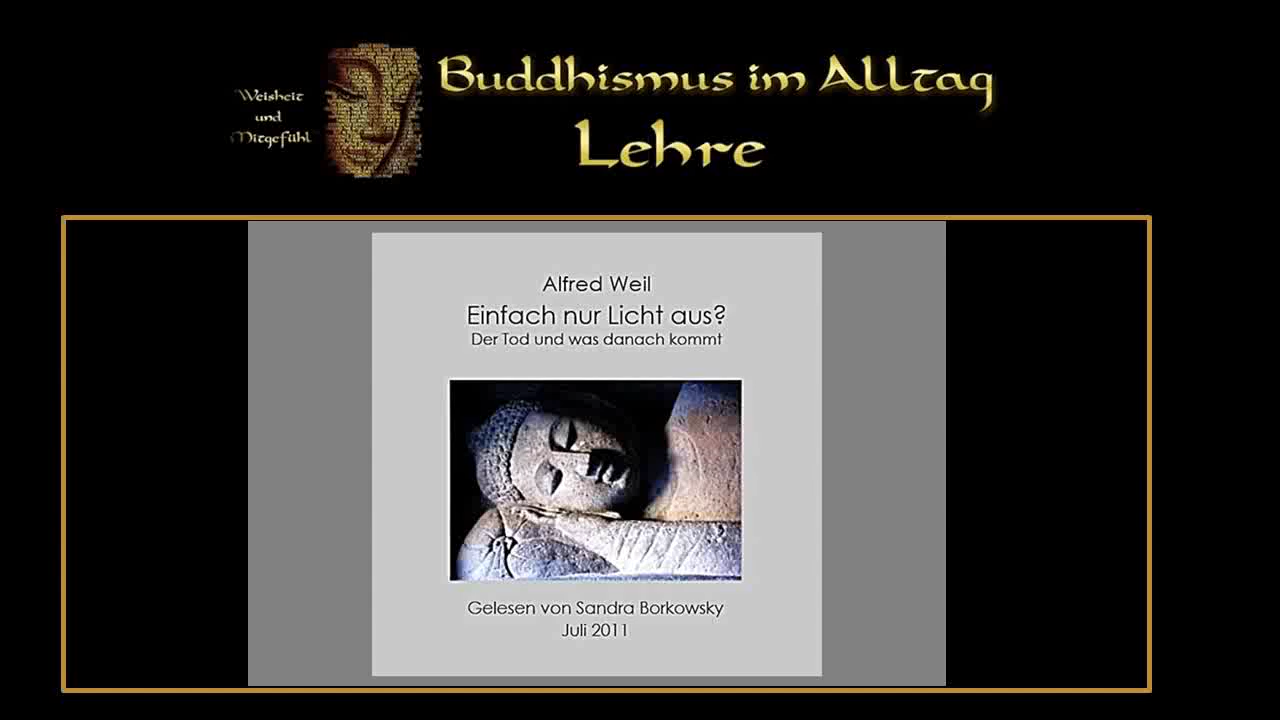 Weisheit
und
Mitgefühl
Buddhismus im Alltag
Lehre
Alfred Weil
Einfach nur Licht aus?
Der Tod und was danach kommt
Gelesen von Sandra Borkowsky
Juli 2011